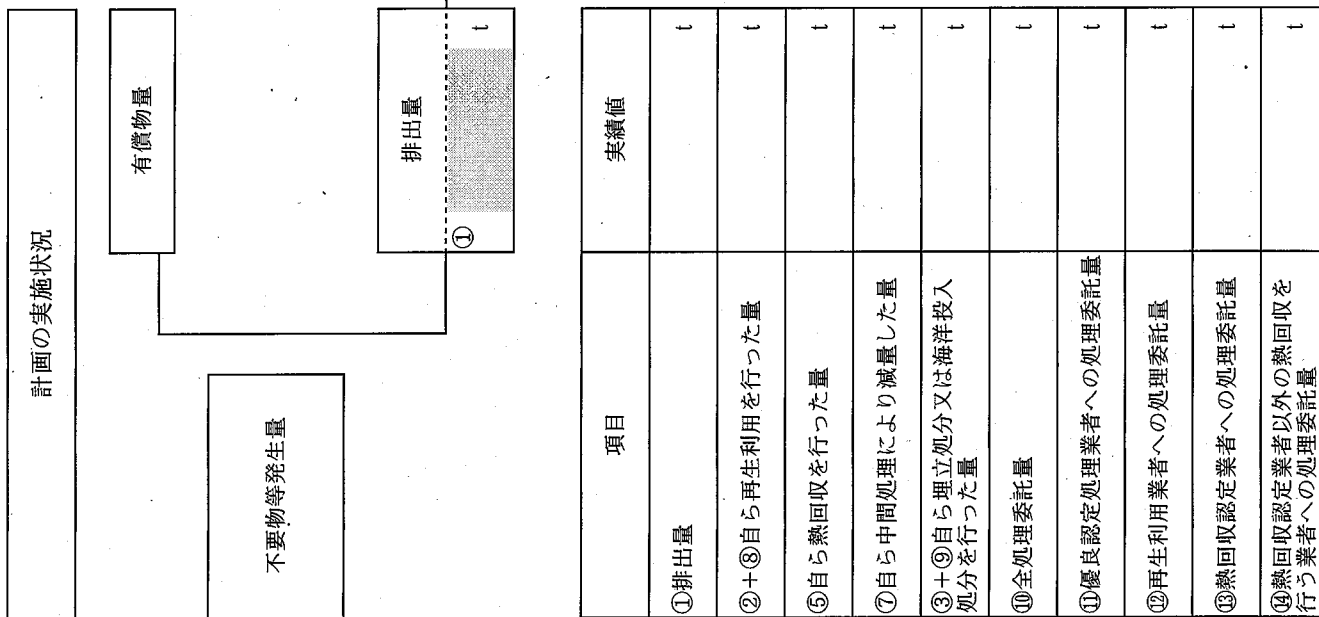 計画の実施状況
不要物等発生量
有償物量
排出量
①
t
項目
実績値
①排出量
t
②+⑧自ら再生利用を行った量
t
⑤自ら熱回収を行った量
t
⑦自ら中間処理により減量した量
t
③+⑨自ら埋立処分又は海洋投入
処分を行った量
t
⑩全処理委託量
t
⑪優良認定処理業者への処理委託量
t
⑫再生利用業者への処理委託量
t
⑬熱回収認定業者への処理委託量
t
⑭熱回収認定業者以外の熱回収を
行う業者への処理委託量
t